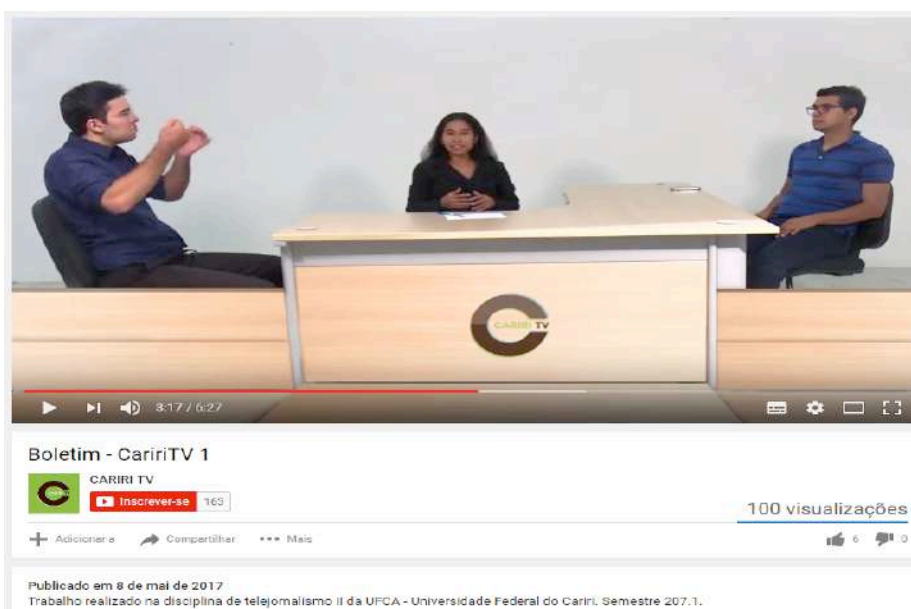 CARIRI TV
3:17 / 6:27
Boletim - CaririTV 1
CARIRI TV
Inscrever-se 163
100 visualizações
Adicionar a Compartilhar Mais
6 0
Publicado em 8 de mai de 2017
Trabalho realizado na disciplina de telejornalismo II da UFCA - Universidade Federal do Cariri. Semestre 207.1.